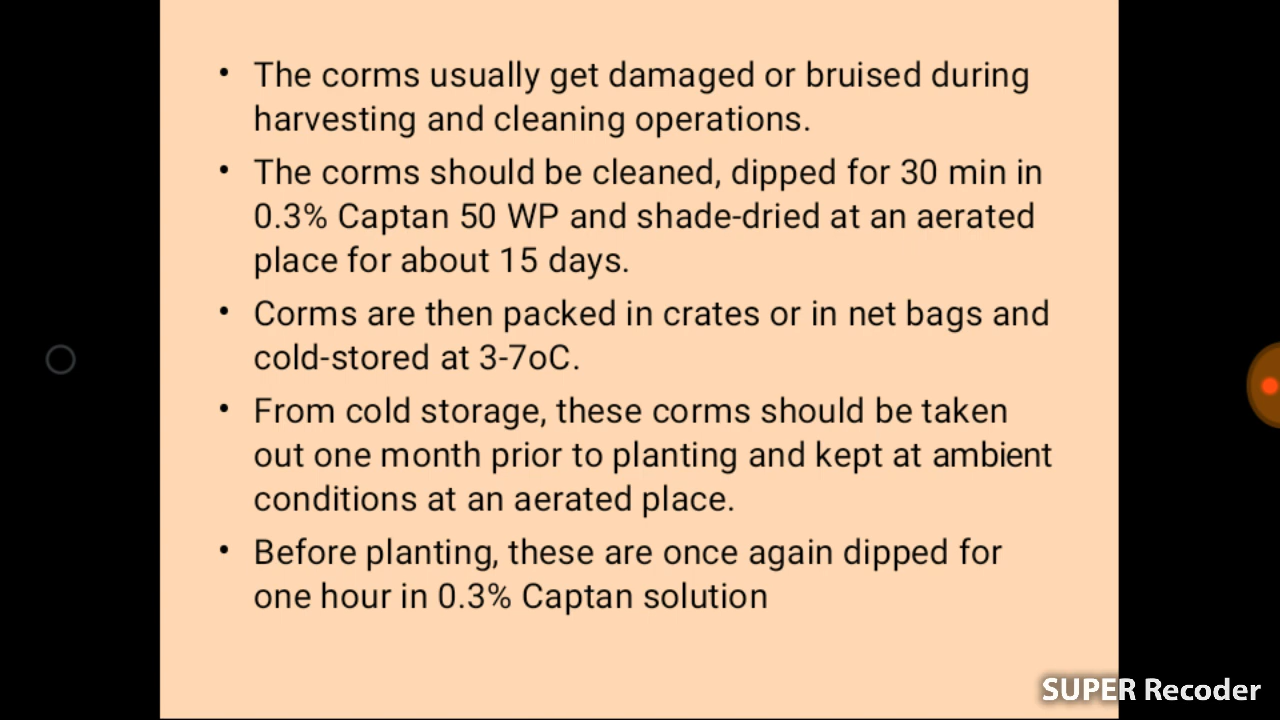 • The corms usually get damaged or bruised during
harvesting and cleaning operations.
• The corms should be cleaned, dipped for 30 min in
0.3% Captan 50 WP and shade-dried at an aerated
place for about 15 days.
• Corms are then packed in crates or in net bags and
cold-stored at 3-7oC.
• From cold storage, these corms should be taken
out one month prior to planting and kept at ambient
conditions at an aerated place.
• Before planting, these are once again dipped for
one hour in 0.3% Captan solution
SUPER Recoder